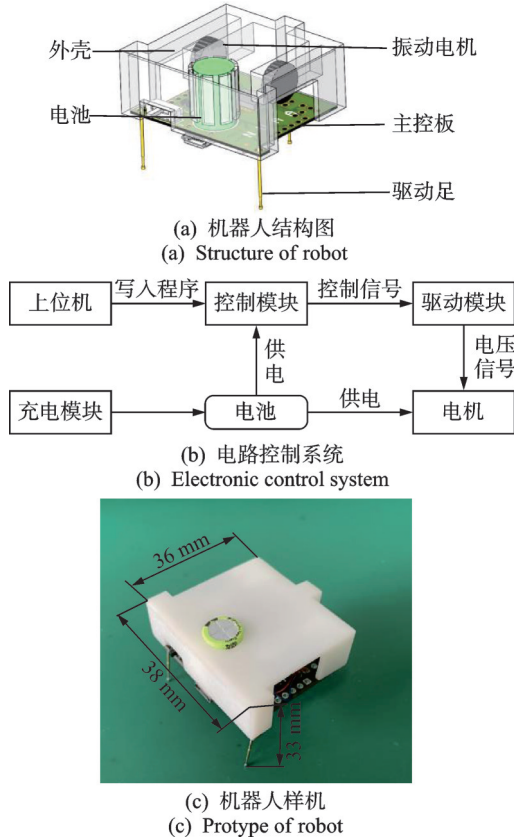 外壳
振动电机
电池
主控板
驱动足
(a) 机器人结构图
(a) Structure of robot
上位机
写入程序
控制模块
控制信号
驱动模块
供
电
电压
信号
充电模块
电池
供电
电机
(b) 电路控制系统
(b) Electronic control system
36 mm
38 mm
33 mm
(c) 机器人样机
(c) Protype of robot